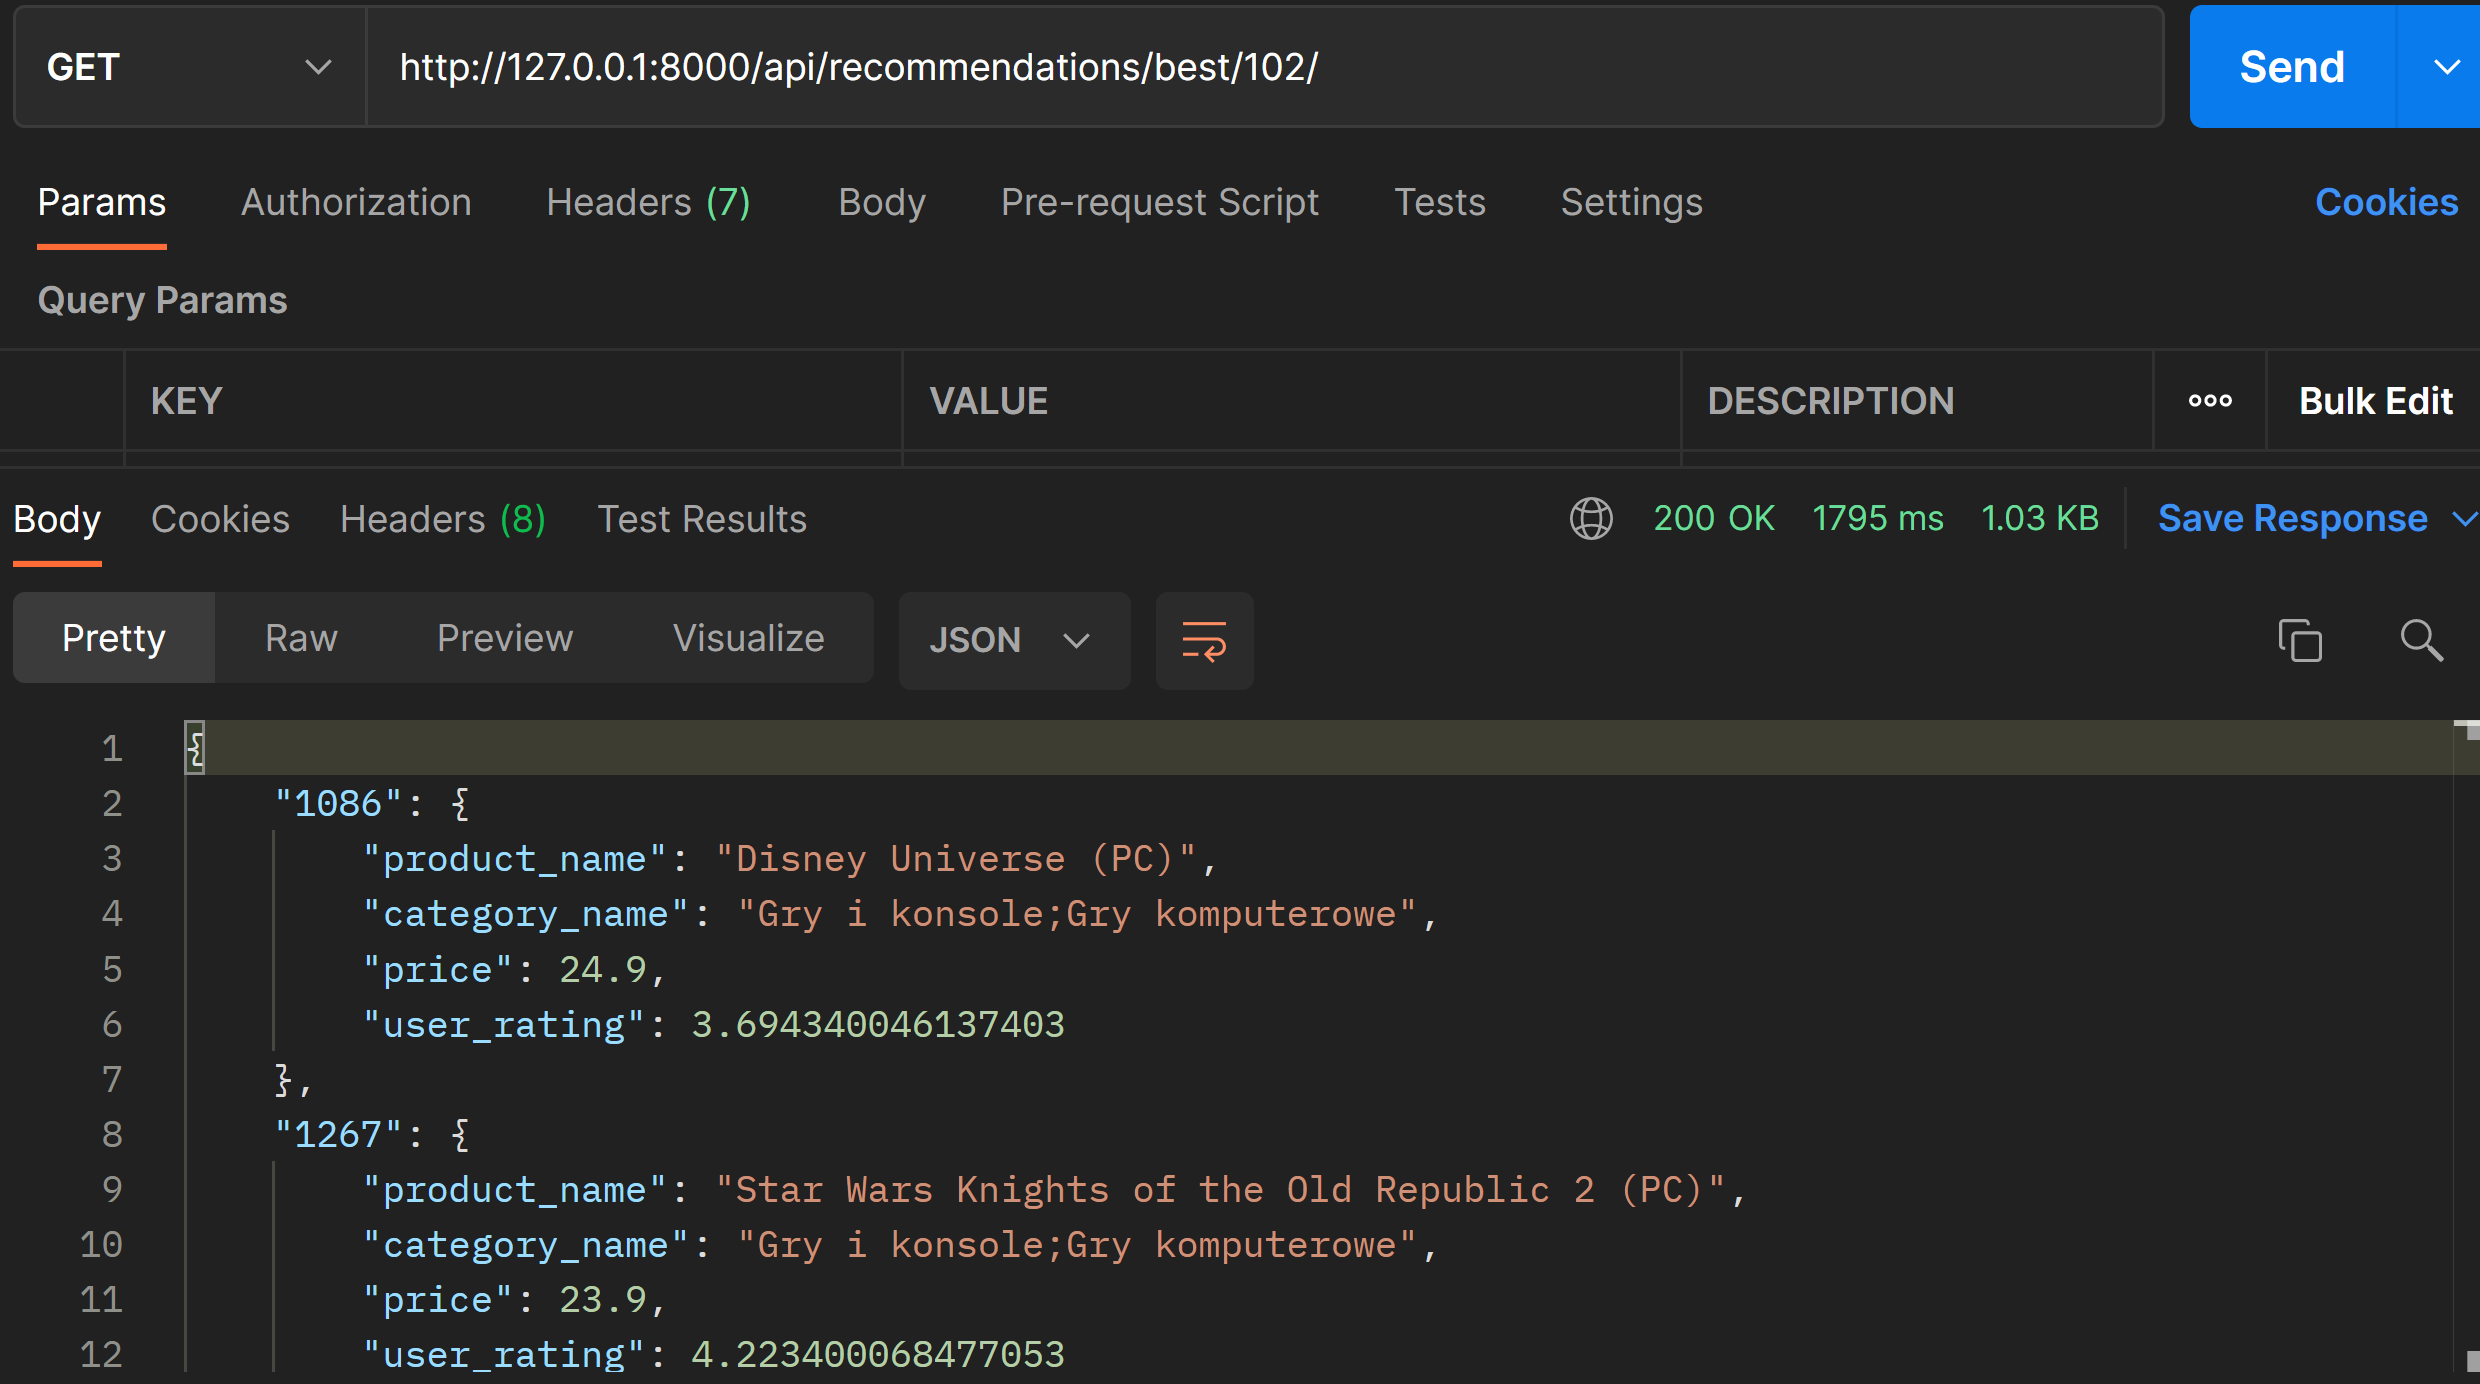 GET http://127.0.0.1:8000/api/recommendations/best/102/ Send
Params Authorization Headers (7) Body Pre-request Script Tests Settings Cookies
Query Params
KEY VALUE DESCRIPTION ooo Bulk Edit
Body Cookies Headers (8) Test Results 200 OK 1795 ms 1.03 KB Save Response
Pretty Raw Preview Visualize JSON
1 {
2 "1086": {
3 "product_name": "Disney Universe (PC)",
4 "category_name": "Gry i konsole;Gry komputerowe",
5 "price": 24.9,
6 "user_rating": 3.694340046137403
7 },
8 "1267": {
9 "product_name": "Star Wars Knights of the Old Republic 2 (PC)",
10 "category_name": "Gry i konsole;Gry komputerowe",
11 "price": 23.9,
12 "user_rating": 4.223400068477053